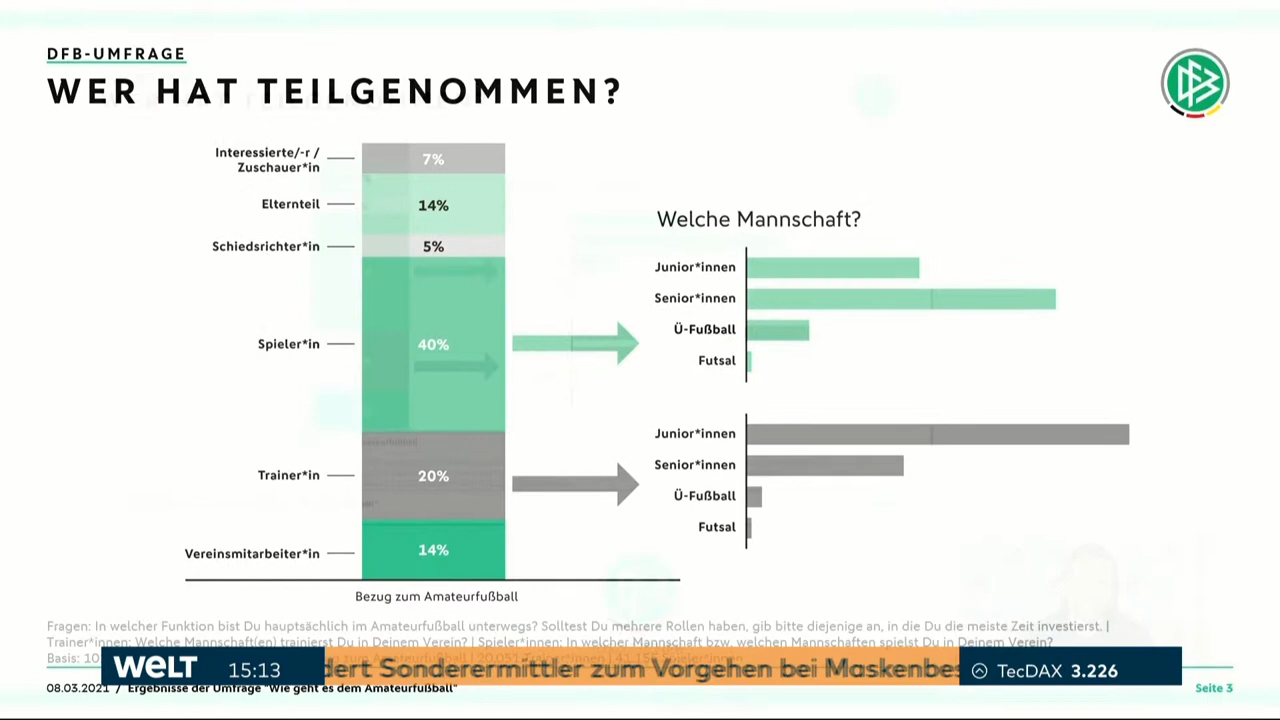 DFB-UMFRAGE
WER HAT TEILGENOMMEN?
Interessierte/-r /
Zuschauer*in
7%
Elternteil
14%
Schiedsrichter*in
5%
Spieler*in
40%
Trainer*in
20%
Vereinsmitarbeiter*in
14%
Bezug zum Amateurfußball
Welche Mannschaft?
Junior*innen
Senior*innen
Ü-Fußball
Futsal
Junior*innen
Senior*innen
Ü-Fußball
Futsal
Fragen: In welcher Funktion bist Du hauptsächlich im Amateurfußball unterwegs? Solltest Du mehrere Rollen haben, gib bitte diejenige an, in die Du die meiste Zeit investierst. |
Trainer*innen: Welche Mannschaft(en) trainierst Du in Deinem Verein? | Spieler*innen: In welcher Mannschaft bzw. welchen Mannschaften spielst Du in Deinem Verein?
Basis: 10
welt 15:13 dert Sonderermittler zum Vorgehen bei Maskenbes TecDAX 3.226
08.03.2021 / Ergebnisse der Umfrage "Wie geht es dem Amateurfußball"
Seite 3
DFB